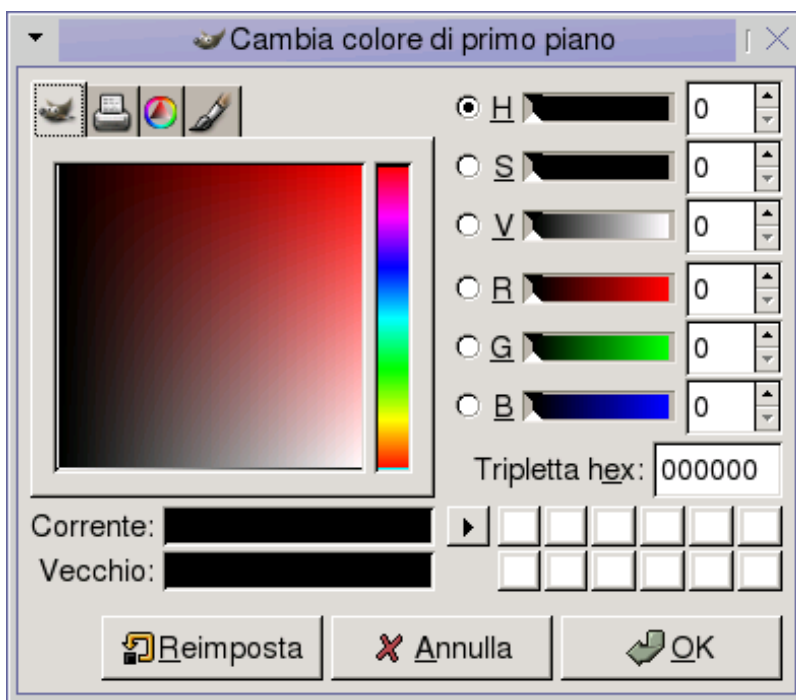 Cambia colore di primo piano
H 0
S 0
V 0
R 0
G 0
B 0
Tripletta hex: 000000
Corrente:
Vecchio:
Reimposta Annulla OK